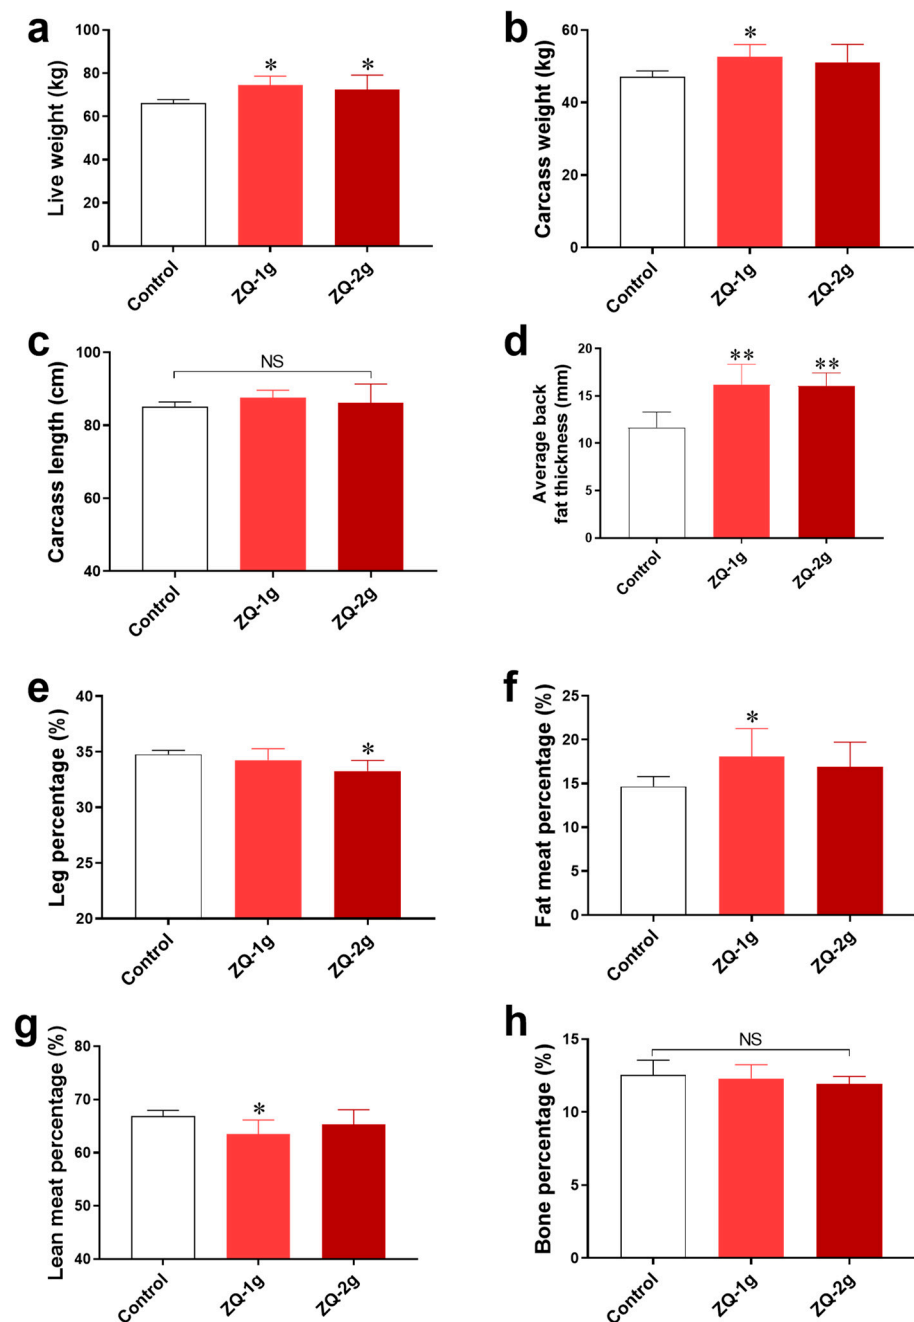 a
Live weight (kg)
100
80
60
40
20
0
*
*
Control
ZQ-1g
ZQ-2g
b
Carcass weight (kg)
60
40
20
0
*
Control
ZQ-1g
ZQ-2g
c
Carcass length (cm)
100
80
60
40
NS
Control
ZQ-1g
ZQ-2g
d
Average back
fat thickness (mm)
20
15
10
5
0
**
**
Control
ZQ-1g
ZQ-2g
e
Leg percentage (%)
40
35
30
25
20
*
Control
ZQ-1g
ZQ-2g
f
Fat meat percentage (%)
25
20
15
10
5
0
*
Control
ZQ-1g
ZQ-2g
g
Lean meat percentage (%)
80
70
60
50
40
*
Control
ZQ-1g
ZQ-2g
h
Bone percentage (%)
15
10
5
0
NS
Control
ZQ-1g
ZQ-2g